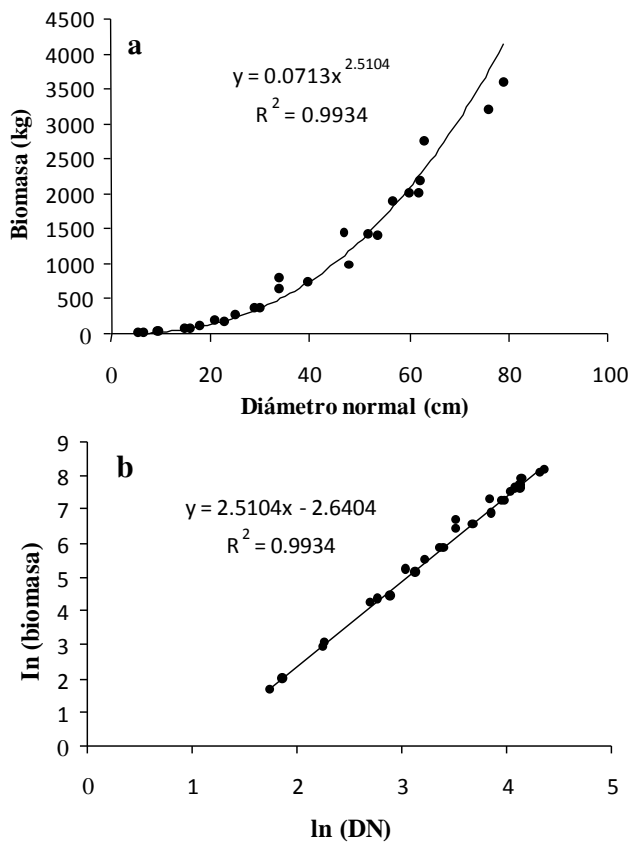 a
y = 0.0713x^2.5104
R^2 = 0.9934
Biomasa (kg)
4500
4000
3500
3000
2500
2000
1500
1000
500
0
0 20 40 60 80 100
Diámetro normal (cm)
b
y = 2.5104x - 2.6404
R^2 = 0.9934
ln (biomasa)
9
8
7
6
5
4
3
2
1
0
0 1 2 3 4 5
ln (DN)